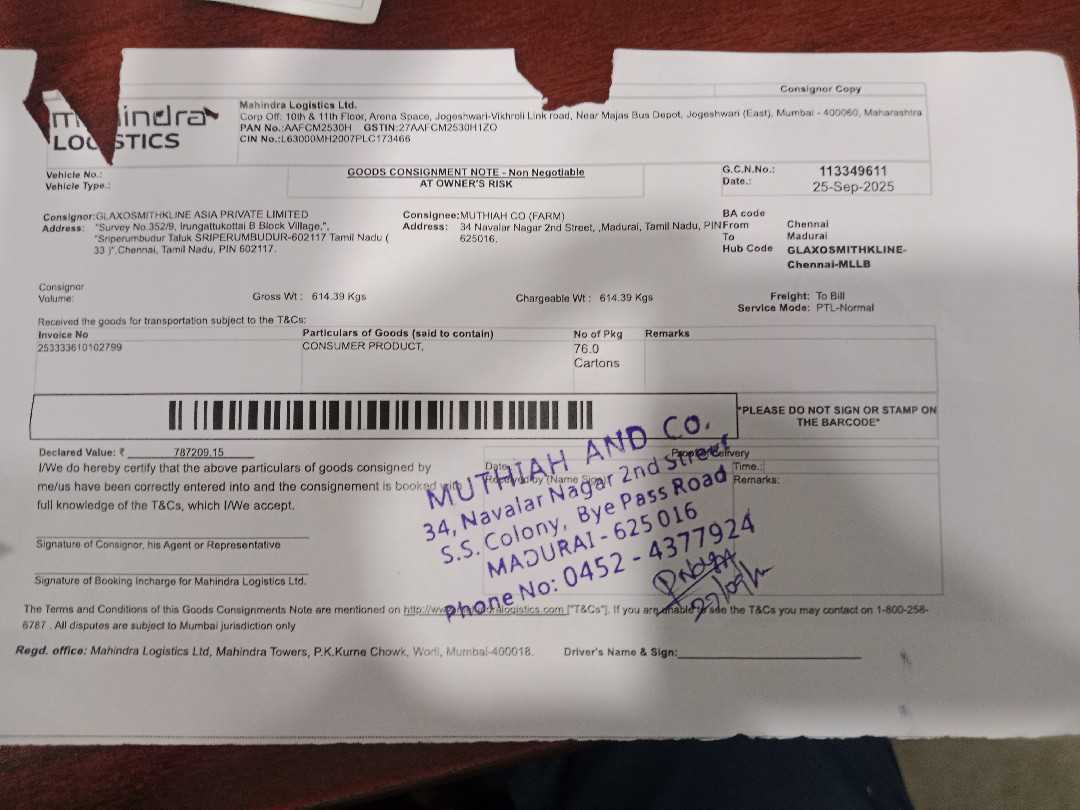 Consignor Copy
mahindra
LOGISTICS
Mahindra Logistics Ltd.
Corp Off: 10th & 11th Floor, Arena Space, Jogeshwari-Vikhroli Link road, Near Majas Bus Depot, Jogeshwari (East), Mumbai - 400060, Maharashtra
PAN No.:AAFCM2530H GSTIN:27AAFCM2530H1ZO
CIN No.:L63000MH2007PLC173466
Vehicle No.:
Vehicle Type.:
GOODS CONSIGNMENT NOTE - Non Negotiable
AT OWNER'S RISK
G.C.N.No.: 113349611
Date.: 25-Sep-2025
Consignor:GLAXOSMITHKLINE ASIA PRIVATE LIMITED
Address: "Survey No.352/9, Irungattukottai B Block Village,",
"Sriperumbudur Taluk SRIPERUMBUDUR-602117 Tamil Nadu (
33 )",Chennai, Tamil Nadu, PIN 602117.
Consignee:MUTHIAH CO (FARM)
Address: 34 Navalar Nagar 2nd Street, ,Madurai, Tamil Nadu, PIN
625016.
BA code
From Chennai
To Madurai
Hub Code GLAXOSMITHKLINE-
Chennai-MLLB
Consignor
Volume:
Gross Wt : 614.39 Kgs
Chargeable Wt : 614.39 Kgs
Freight: To Bill
Service Mode: PTL-Normal
Received the goods for transportation subject to the T&Cs:
Invoice No Particulars of Goods (said to contain) No of Pkg Remarks
253333610102799 CONSUMER PRODUCT, 76.0
Cartons
"PLEASE DO NOT SIGN OR STAMP ON
THE BARCODE"
Declared Value: ₹ 787209.15
I/We do hereby certify that the above particulars of goods consigned by
me/us have been correctly entered into and the consignement is booked with
full knowledge of the T&Cs, which I/We accept.
Signature of Consignor, his Agent or Representative
Signature of Booking Incharge for Mahindra Logistics Ltd.
Proof of Delivery
Date
Time.:
Received by (Name Sign)
Remarks:
MUTHIAH AND Co.
34, Navalar Nagar 2nd Street
S.S. Colony, Bye Pass Road
MADURAI - 625 016
Phone No: 0452 - 4377924
The Terms and Conditions of this Goods Consignments Note are mentioned on http://www.mahindralogistics.com ["T&Cs"]. If you are unable to see the T&Cs you may contact on 1-800-258-
6787 . All disputes are subject to Mumbai jurisdiction only
Regd. office: Mahindra Logistics Ltd, Mahindra Towers, P.K.Kurne Chowk, Worli, Mumbai-400018.
Driver's Name & Sign: